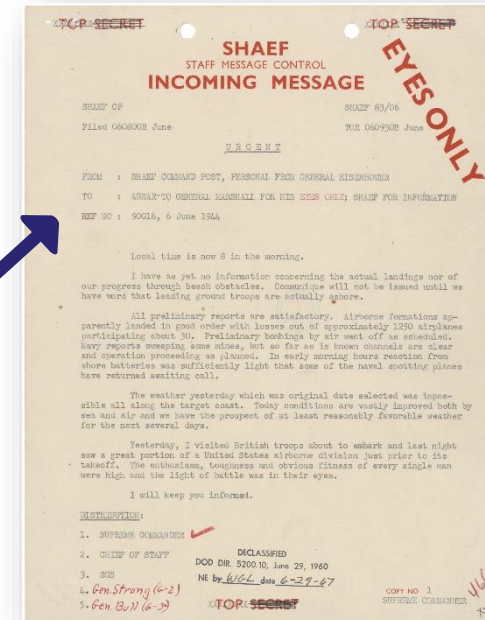 TOP SECRET TOP SECRET
SHAEF
STAFF MESSAGE CONTROL
INCOMING MESSAGE
EYES ONLY
SHAEF CP SHAEF 83/06
Filed 060800B June TOR 060930B June
URGENT
FROM : SHAEF COMMAND POST, PERSONAL FROM GENERAL EISENHOWER
TO : AGWAR-TO GENERAL MARSHALL FOR HIS EYES ONLY; SHAEF FOR INFORMATION
REF NO : 90016, 6 June 1944
Local time is now 8 in the morning.
I have as yet no information concerning the actual landings nor of
our progress through beach obstacles. Communique will not be issued until we
have word that leading ground troops are actually ashore.
All preliminary reports are satisfactory. Airborne formations ap-
parently landed in good order with losses out of approximately 1250 airplanes
participating about 30. Preliminary bombings by air went off as scheduled.
Navy reports sweeping some mines, but so far as is known channels are clear
and operation proceeding as planned. In early morning hours reaction from
shore batteries was sufficiently light that some of the naval spotting planes
have returned awaiting call.
The weather yesterday which was original date selected was impos-
sible all along the target coast. Today conditions are vastly improved both by
sea and air and we have the prospect of at least reasonably favorable weather
for the next several days.
Yesterday, I visited British troops about to embark and last night
saw a great portion of a United States airborne division just prior to its
takeoff. The enthusiasm, toughness and obvious fitness of every single man
were high and the light of battle was in their eyes.
I will keep you informed.
DISTRIBUTION:
1. SUPREME COMMANDER
2. CHIEF OF STAFF
3. SGS
4. Gen. Strong (G-2)
5. Gen. Bull (G-3)
DECLASSIFIED
DOD DIR. 5200.10, June 29, 1960
NE by WGL date 6-29-67
TOP SECRET
COPY NO 1
SUPREME COMMANDER